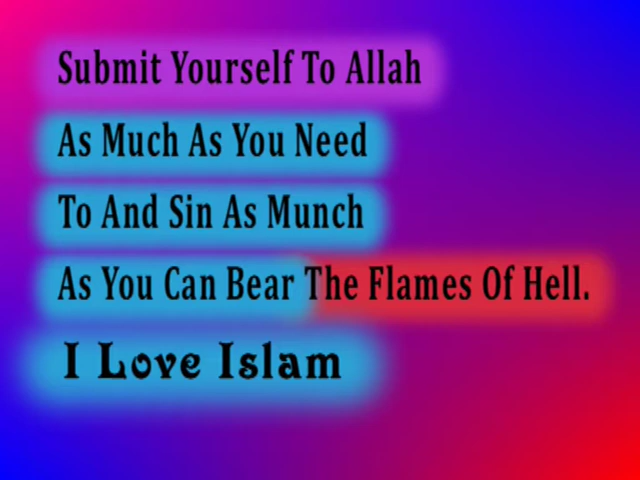 Submit Yourself To Allah
As Much As You Need
To And Sin As Munch
As You Can Bear The Flames Of Hell.
I Love Islam